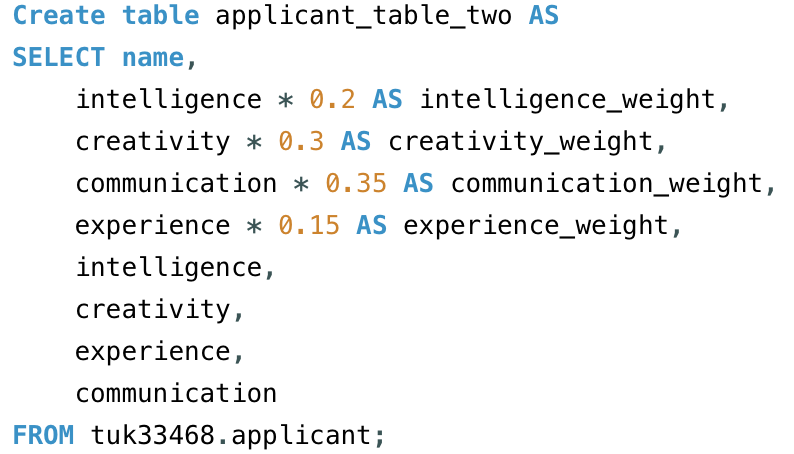 Create table applicant_table_two AS
SELECT name,
    intelligence * 0.2 AS intelligence_weight,
    creativity * 0.3 AS creativity_weight,
    communication * 0.35 AS communication_weight,
    experience * 0.15 AS experience_weight,
    intelligence,
    creativity,
    experience,
    communication
FROM tuk33468.applicant;